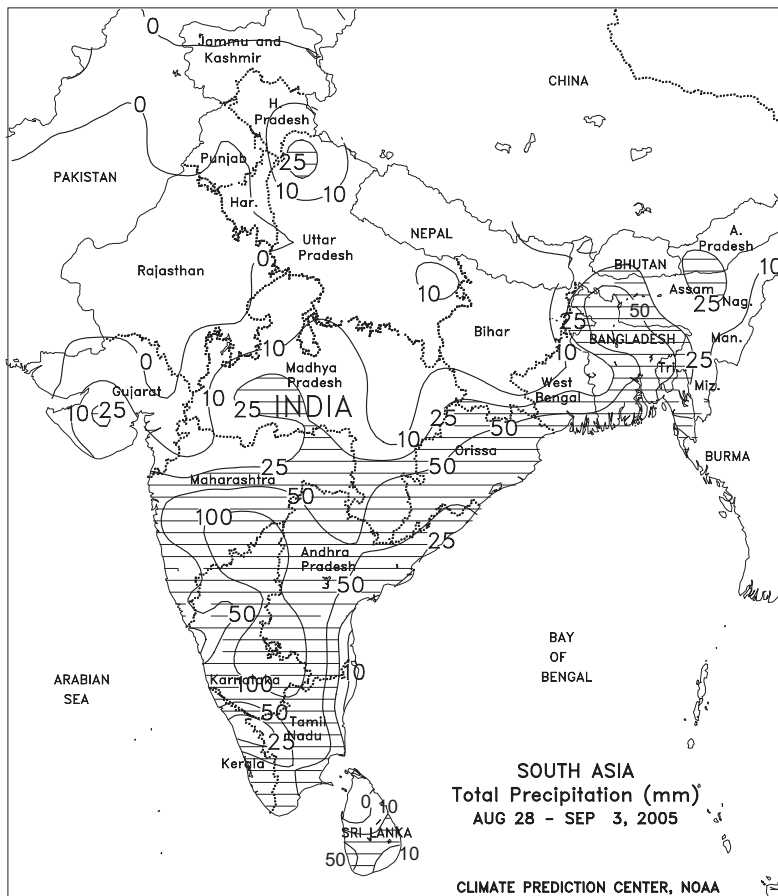 0
Jammu and
Kashmir
CHINA
0
H.
Pradesh
Punjab
25
PAKISTAN
10
10
Har.
A.
Pradesh
Uttar
Pradesh
NEPAL
0
Rajasthan
BHUTAN
10
10
Assam
25
Nag.
50
25
Bihar
BANGLADESH
Man.
10
10
0
Madhya
Pradesh
25
Tri.
Gujarat
10
West
Bengal
Miz.
10
25
25
INDIA
25
50
10
Orissa
BURMA
25
50
Maharashtra
50
100
25
Andhra
Pradesh
50
3
50
BAY
OF
BENGAL
ARABIAN
SEA
Karnataka
100
10
50
Tamil
Nadu
25
Kerala
SOUTH ASIA
Total Precipitation (mm)
AUG 28 - SEP 3, 2005
0
10
SRI LANKA
50
10
CLIMATE PREDICTION CENTER, NOAA